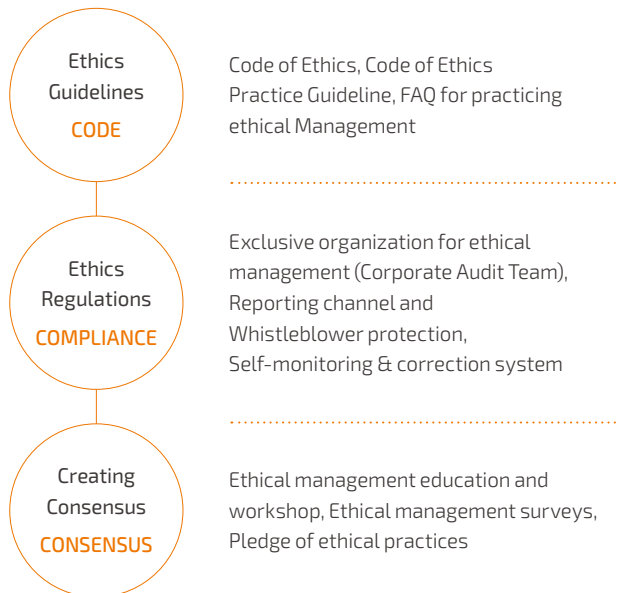 Ethics
Guidelines
CODE
Code of Ethics, Code of Ethics
Practice Guideline, FAQ for practicing
ethical Management
Ethics
Regulations
COMPLIANCE
Exclusive organization for ethical
management (Corporate Audit Team),
Reporting channel and
Whistleblower protection,
Self-monitoring & correction system
Creating
Consensus
CONSENSUS
Ethical management education and
workshop, Ethical management surveys,
Pledge of ethical practices